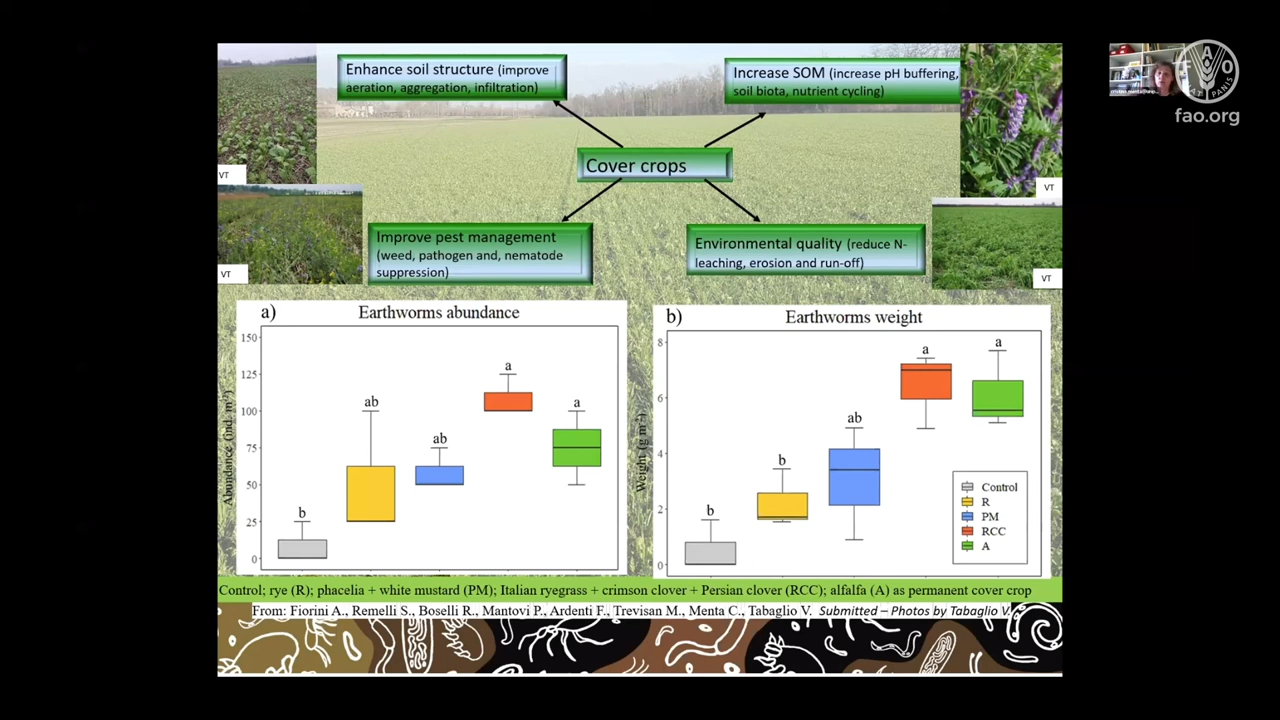 Enhance soil structure (improve
aeration, aggregation, infiltration)
Increase SOM (increase pH buffering,
soil biota, nutrient cycling)
F A O
PANIS
fao.org
Cover crops
VT
VT
Improve pest management
(weed, pathogen and, nematode
suppression)
Environmental quality (reduce N-
leaching, erosion and run-off)
VT
VT
a) Earthworms abundance
Abundance (ind. m⁻²)
150
125
100
75
50
25
0
b
ab
ab
a
a
b) Earthworms weight
Weight (g m⁻²)
8
6
4
2
0
b
b
ab
a
a
Control
R
PM
RCC
A
Control; rye (R); phacelia + white mustard (PM); Italian ryegrass + crimson clover + Persian clover (RCC); alfalfa (A) as permanent cover crop
From: Fiorini A., Remelli S., Boselli R., Mantovi P., Ardenti F., Trevisan M., Menta C., Tabaglio V. Submitted – Photos by Tabaglio V.